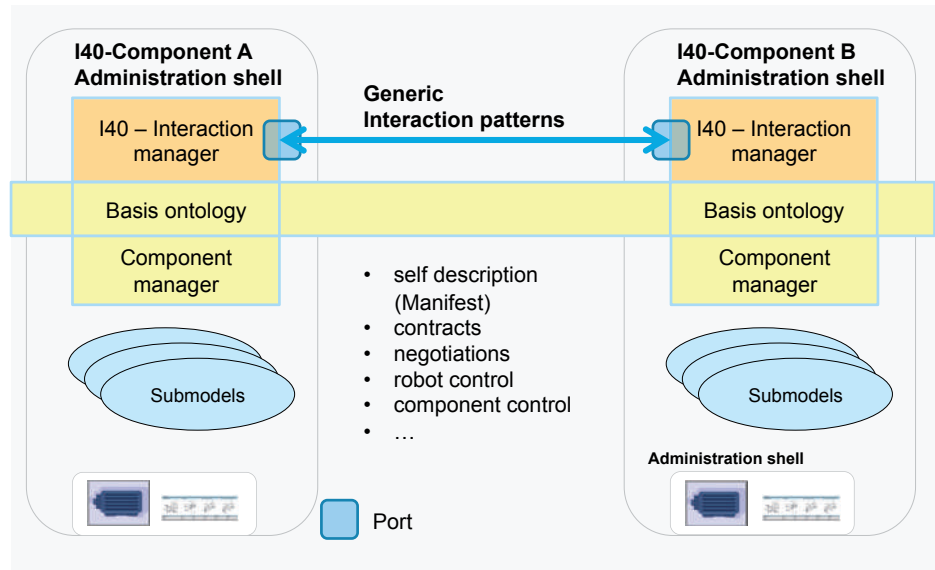 I40-Component A
Administration shell
I40 – Interaction
manager
Basis ontology
Component
manager
Submodels
Generic
Interaction patterns
• self description
(Manifest)
• contracts
• negotiations
• robot control
• component control
• …
Port
I40-Component B
Administration shell
I40 – Interaction
manager
Basis ontology
Component
manager
Submodels
Administration shell